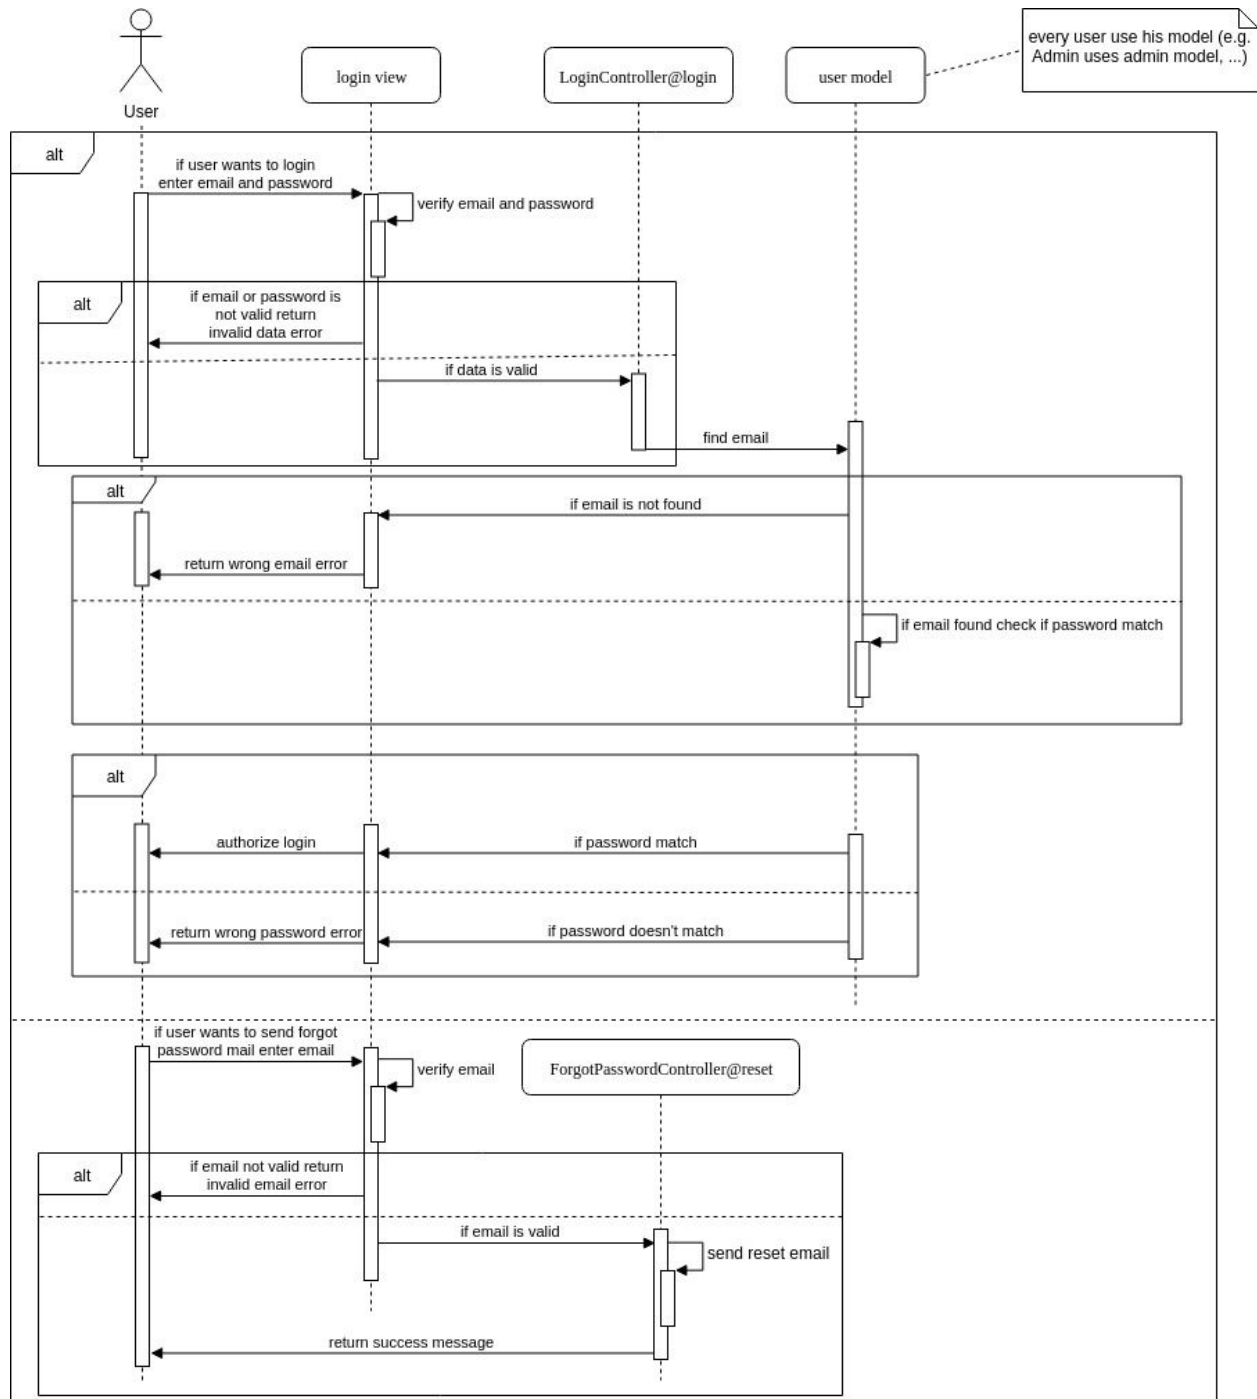 every user use his model (e.g.
Admin uses admin model, ...)
login view
LoginController@login
user model
User
alt
if user wants to login
enter email and password
verify email and password
alt
if email or password is
not valid return
invalid data error
if data is valid
find email
alt
if email is not found
return wrong email error
if email found check if password match
alt
authorize login
if password match
return wrong password error
if password doesn't match
if user wants to send forgot
password mail enter email
verify email
ForgotPasswordController@reset
alt
if email not valid return
invalid email error
if email is valid
send reset email
return success message